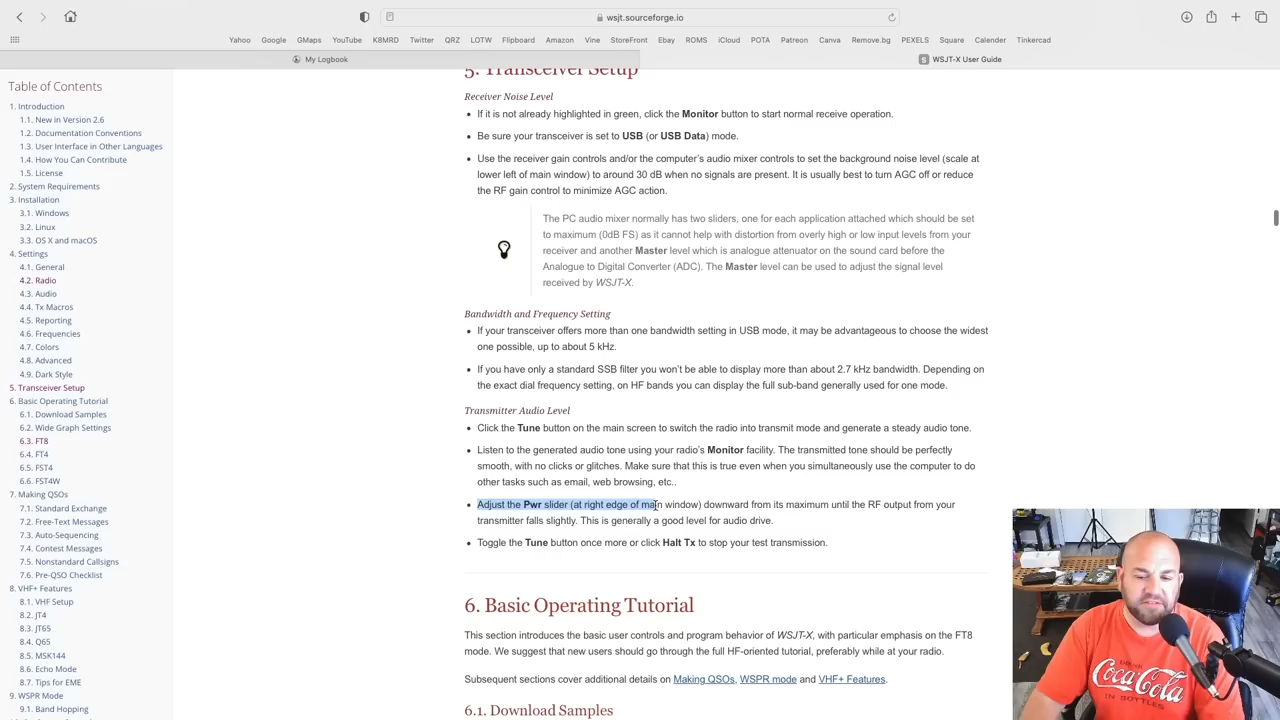 wsjt.sourceforge.io
Yahoo Google GMaps YouTube K8MRD Twitter QRZ LOTW Flipboard Amazon Vine StoreFront Ebay ROMS iCloud POTA Patreon Canva Remove.bg PEXELS Square Calender Tinkercad
My Logbook
S WSJT-X User Guide
Table of Contents
1. Introduction
1.1. New in Version 2.6
1.2. Documentation Conventions
1.3. User Interface in Other Languages
1.4. How You Can Contribute
1.5. License
2. System Requirements
3. Installation
3.1. Windows
3.2. Linux
3.3. OS X and macOS
4. Settings
4.1. General
4.2. Radio
4.3. Audio
4.4. Tx Macros
4.5. Reporting
4.6. Frequencies
4.7. Colors
4.8. Advanced
4.9. Dark Style
5. Transceiver Setup
6. Basic Operating Tutorial
6.1. Download Samples
6.2. Wide Graph Settings
6.3. FT8
6.4. FT4
6.5. FST4
6.6. FST4W
7. Making QSOs
7.1. Standard Exchange
7.2. Free-Text Messages
7.3. Auto-Sequencing
7.4. Contest Messages
7.5. Nonstandard Callsigns
7.6. Pre-QSO Checklist
8. VHF+ Features
8.1. VHF Setup
8.2. JT4
8.3. JT65
8.4. Q65
8.5. MSK144
8.6. Echo Mode
8.7. Tips for EME
9. WSPR Mode
9.1. Band Hopping
5. Transceiver Setup
Receiver Noise Level
• If it is not already highlighted in green, click the Monitor button to start normal receive operation.
• Be sure your transceiver is set to USB (or USB Data) mode.
• Use the receiver gain controls and/or the computer's audio mixer controls to set the background noise level (scale at
lower left of main window) to around 30 dB when no signals are present. It is usually best to turn AGC off or reduce
the RF gain control to minimize AGC action.
The PC audio mixer normally has two sliders, one for each application attached which should be set
to maximum (0dB FS) as it cannot help with distortion from overly high or low input levels from your
receiver and another Master level which is analogue attenuator on the sound card before the
Analogue to Digital Converter (ADC). The Master level can be used to adjust the signal level
received by WSJT-X.
Bandwidth and Frequency Setting
• If your transceiver offers more than one bandwidth setting in USB mode, it may be advantageous to choose the widest
one possible, up to about 5 kHz.
• If you have only a standard SSB filter you won't be able to display more than about 2.7 kHz bandwidth. Depending on
the exact dial frequency setting, on HF bands you can display the full sub-band generally used for one mode.
Transmitter Audio Level
• Click the Tune button on the main screen to switch the radio into transmit mode and generate a steady audio tone.
• Listen to the generated audio tone using your radio's Monitor facility. The transmitted tone should be perfectly
smooth, with no clicks or glitches. Make sure that this is true even when you simultaneously use the computer to do
other tasks such as email, web browsing, etc..
• Adjust the Pwr slider (at right edge of main window) downward from its maximum until the RF output from your
transmitter falls slightly. This is generally a good level for audio drive.
• Toggle the Tune button once more or click Halt Tx to stop your test transmission.
6. Basic Operating Tutorial
This section introduces the basic user controls and program behavior of WSJT-X, with particular emphasis on the FT8
mode. We suggest that new users should go through the full HF-oriented tutorial, preferably while at your radio.
Subsequent sections cover additional details on Making QSOs, WSPR mode and VHF+ Features.
6.1. Download Samples
Coca-Cola
IN BOTTLES